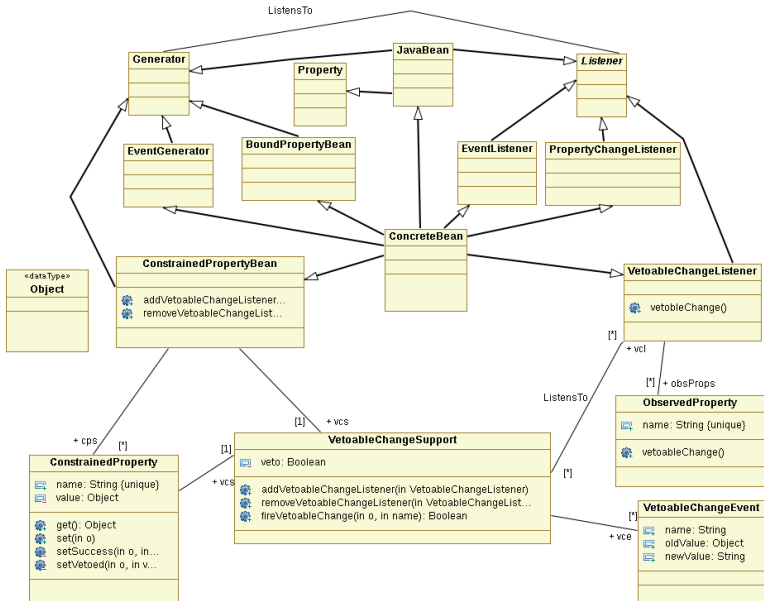 ListensTo
Generator
Property
JavaBean
Listener
EventGenerator
BoundPropertyBean
EventListener
PropertyChangeListener
ConcreteBean
«dataType»
Object
ConstrainedPropertyBean
addVetoableChangeListener...
removeVetoableChangeList...
VetoableChangeListener
vetobleChange()
[*]
+ vcl
ListensTo
[*]
+ obsProps
ObservedProperty
name: String {unique}
vetoableChange()
+ cps
[*]
[1]
+ vcs
[1]
+ vcs
VetoableChangeSupport
veto: Boolean
addVetoableChangeListener(in VetoableChangeListener)
removeVetoableChangeListener(in VetoableChangeList...
fireVetoableChange(in o, in name): Boolean
[*]
ConstrainedProperty
name: String {unique}
value: Object
get(): Object
set(in o)
setSuccess(in o, in...
setVetoed(in o, in v...
[*]
+ vce
VetoableChangeEvent
name: String
oldValue: Object
newValue: String